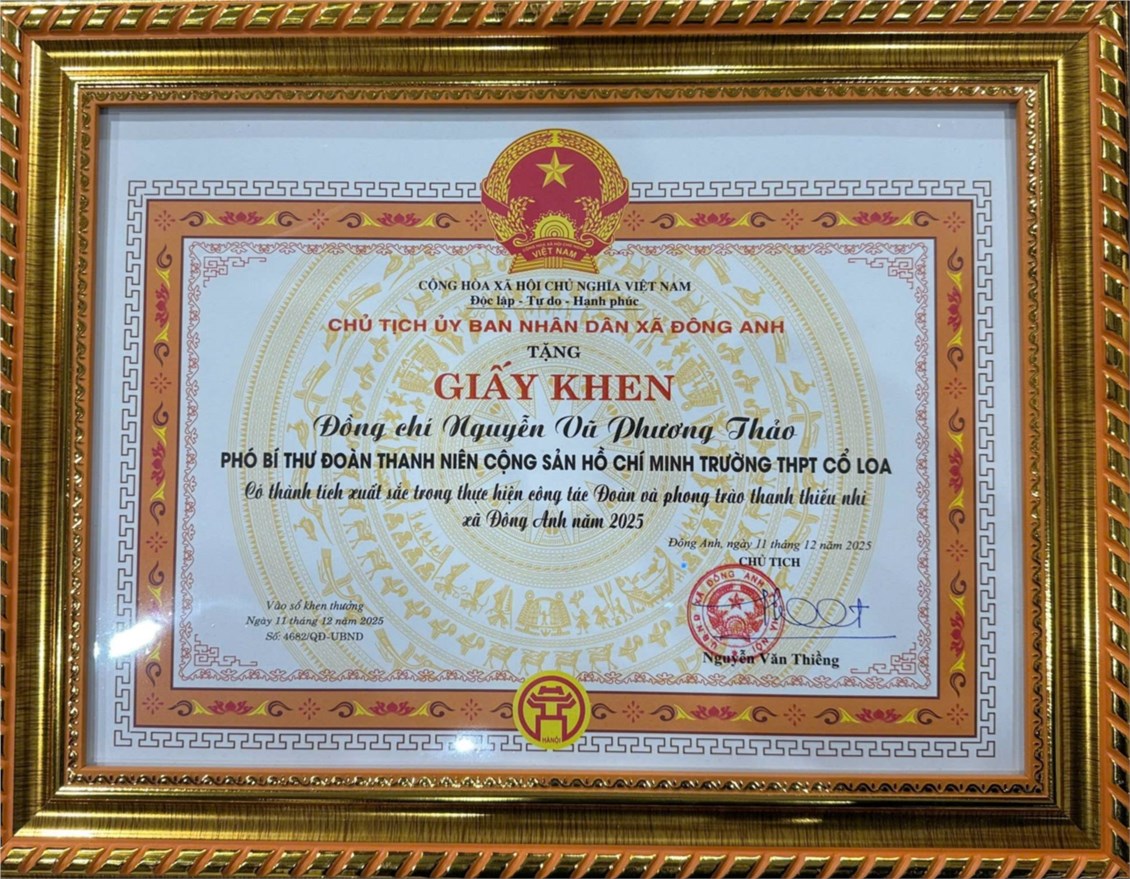 VIỆT NAM
CỘNG HÒA XÃ HỘI CHỦ NGHĨA VIỆT NAM
Độc lập - Tự do - Hạnh phúc
CHỦ TỊCH ỦY BAN NHÂN DÂN XÃ ĐÔNG ANH
TẶNG
GIẤY KHEN
Đồng chí Nguyễn Vũ Phương Thảo
PHÓ BÍ THƯ ĐOÀN THANH NIÊN CỘNG SẢN HỒ CHÍ MINH TRƯỜNG THPT CỔ LOA
Có thành tích xuất sắc trong thực hiện công tác Đoàn và phong trào thanh thiếu nhi
xã Đông Anh năm 2025
Đông Anh, ngày 11 tháng 12 năm 2025
CHỦ TỊCH
Vào sổ khen thưởng
Ngày 11 tháng 12 năm 2025
Số: 4682/QĐ-UBND
Nguyễn Văn Thiềng
HÀ NỘI